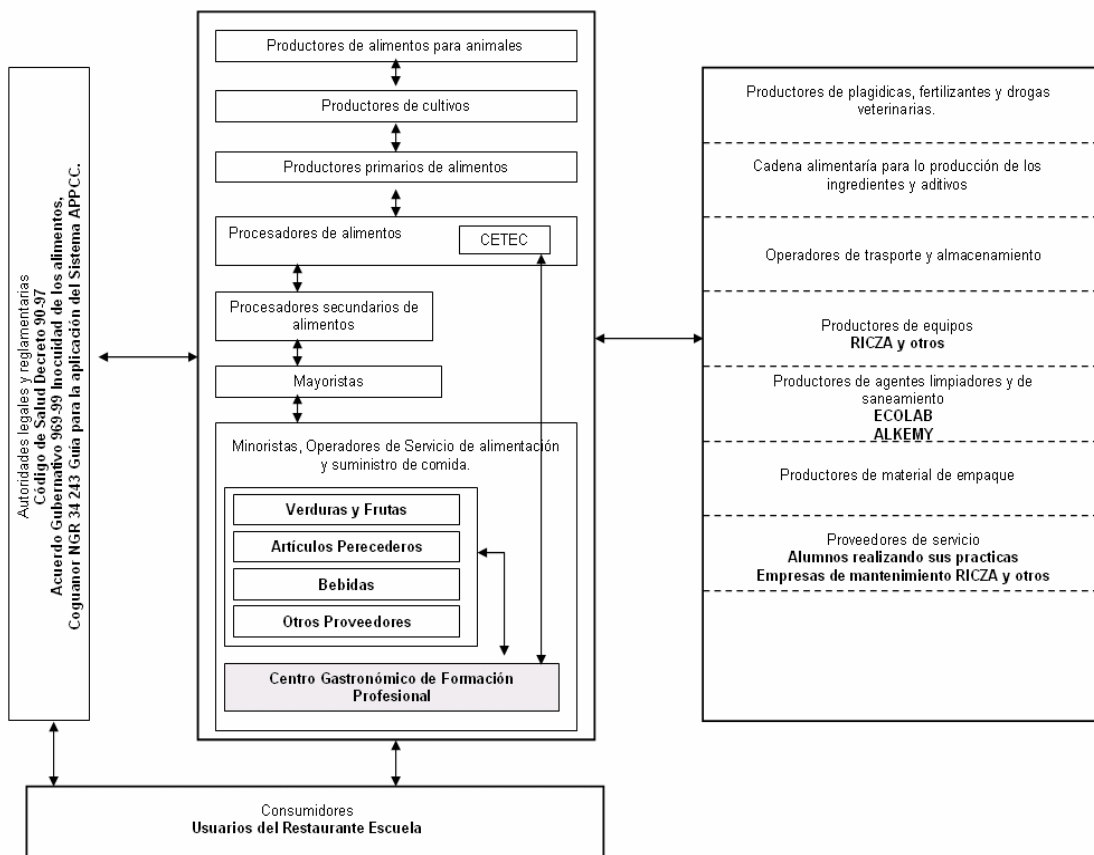 Autoridades legales y reglamentarias
Código de Salud Decreto 90-97
Acuerdo Gubernativo 969-99 Inocuidad de los alimentos,
Coguanor NGR 34 243 Guía para la aplicación del Sistema APPCC.
Productores de alimentos para animales
Productores de cultivos
Productores primarios de alimentos
Procesadores de alimentos
CETEC
Procesadores secundarios de
alimentos
Mayoristas
Minoristas, Operadores de Servicio de alimentación
y suministro de comida.
Verduras y Frutas
Artículos Perecederos
Bebidas
Otros Proveedores
Centro Gastronómico de Formación
Profesional
Productores de plagidicas, fertilizantes y drogas
veterinarias.
Cadena alimentaría para lo producción de los
ingredientes y aditivos
Operadores de trasporte y almacenamiento
Productores de equipos
RICZA y otros
Productores de agentes limpiadores y de
saneamiento
ECOLAB
ALKEMY
Productores de material de empaque
Proveedores de servicio
Alumnos realizando sus practicas
Empresas de mantenimiento RICZA y otros
Consumidores
Usuarios del Restaurante Escuela